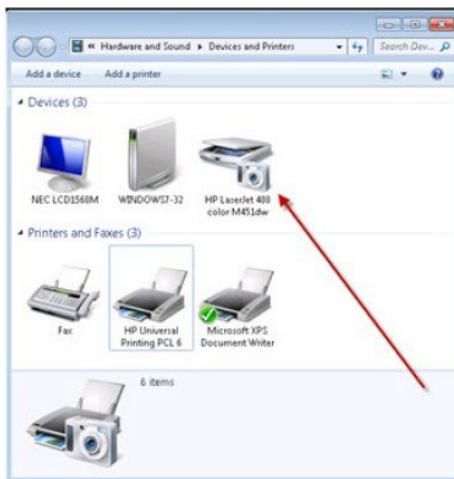 « Hardware and Sound ▸ Devices and Printers
Search Dev...
Add a device
Add a printer
Devices (3)
NEC LCD1568M
WINDOWS7-32
HP LaserJet 400
color M451dw
Printers and Faxes (3)
Fax
HP Universal
Printing PCL 6
Microsoft XPS
Document Writer
6 items